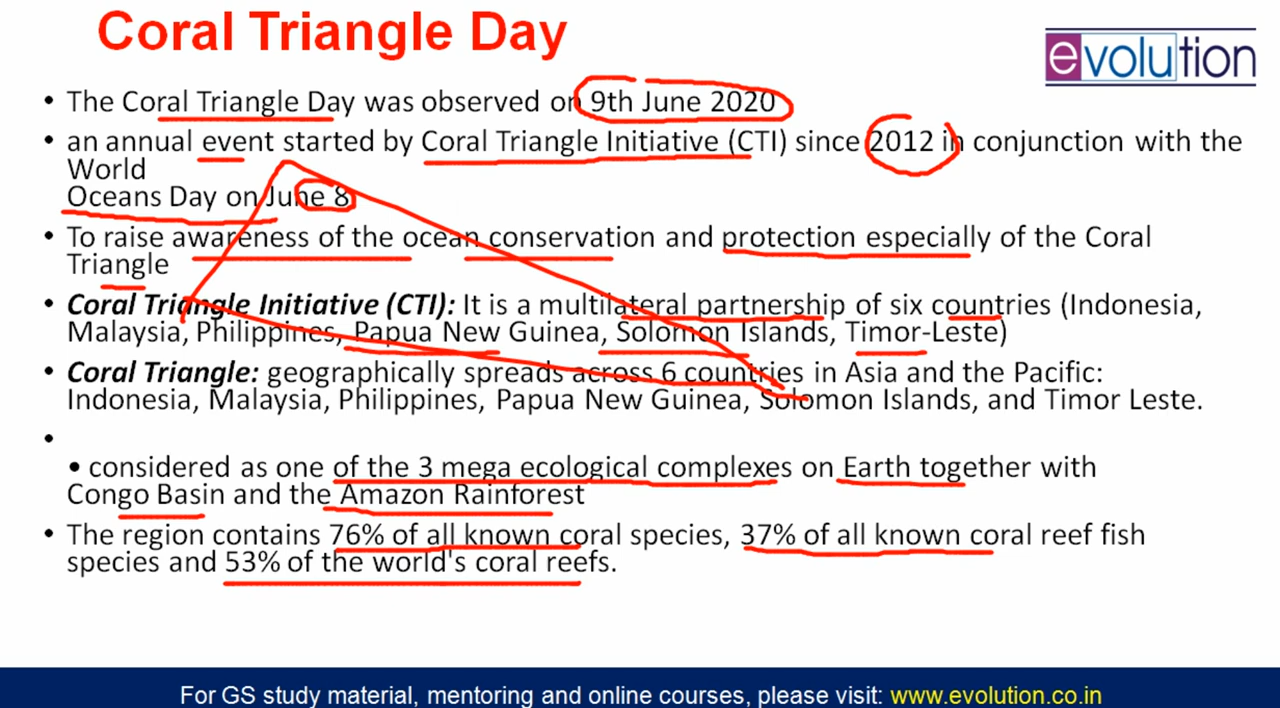 Coral Triangle Day
evolution
• The Coral Triangle Day was observed on 9th June 2020
• an annual event started by Coral Triangle Initiative (CTI) since 2012 in conjunction with the
World
Oceans Day on June 8
• To raise awareness of the ocean conservation and protection especially of the Coral
Triangle
• Coral Triangle Initiative (CTI): It is a multilateral partnership of six countries (Indonesia,
Malaysia, Philippines, Papua New Guinea, Solomon Islands, Timor-Leste)
• Coral Triangle: geographically spreads across 6 countries in Asia and the Pacific:
Indonesia, Malaysia, Philippines, Papua New Guinea, Solomon Islands, and Timor Leste.
•
• considered as one of the 3 mega ecological complexes on Earth together with
Congo Basin and the Amazon Rainforest
• The region contains 76% of all known coral species, 37% of all known coral reef fish
species and 53% of the world's coral reefs.
For GS study material, mentoring and online courses, please visit: www.evolution.co.in